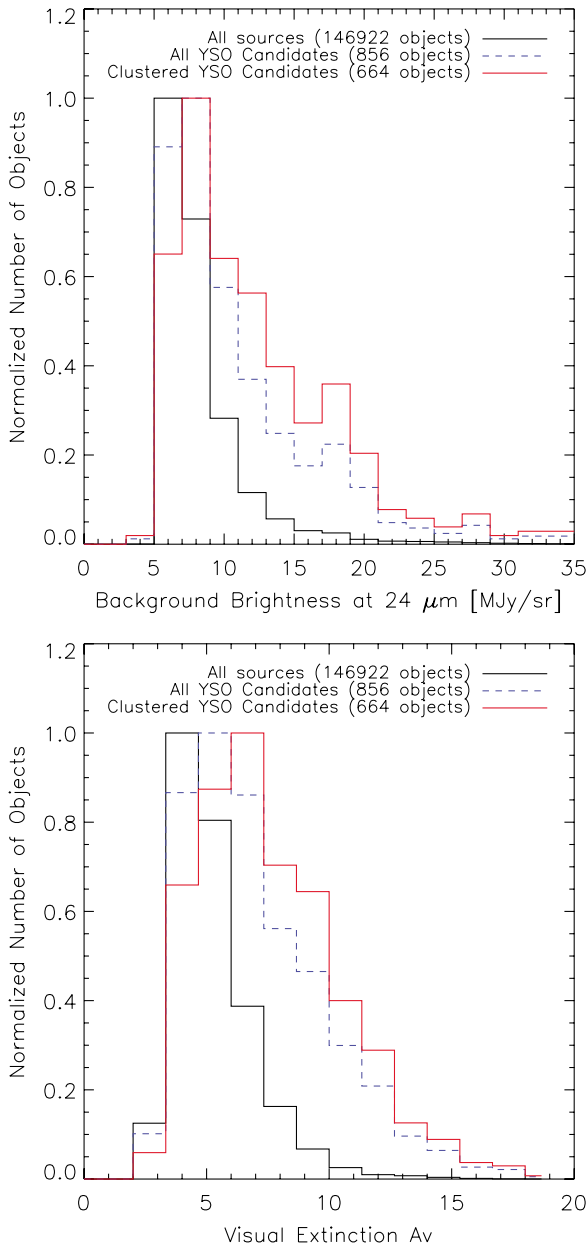 1.2
All sources (146922 objects)
All YSO Candidates (856 objects)
Clustered YSO Candidates (664 objects)
1.0
0.8
0.6
0.4
0.2
0.0
Normalized Number of Objects
0 5 10 15 20 25 30 35
Background Brightness at 24 μm [MJy/sr]
1.2
All sources (146922 objects)
All YSO Candidates (856 objects)
Clustered YSO Candidates (664 objects)
1.0
0.8
0.6
0.4
0.2
0.0
Normalized Number of Objects
0 5 10 15 20
Visual Extinction Av